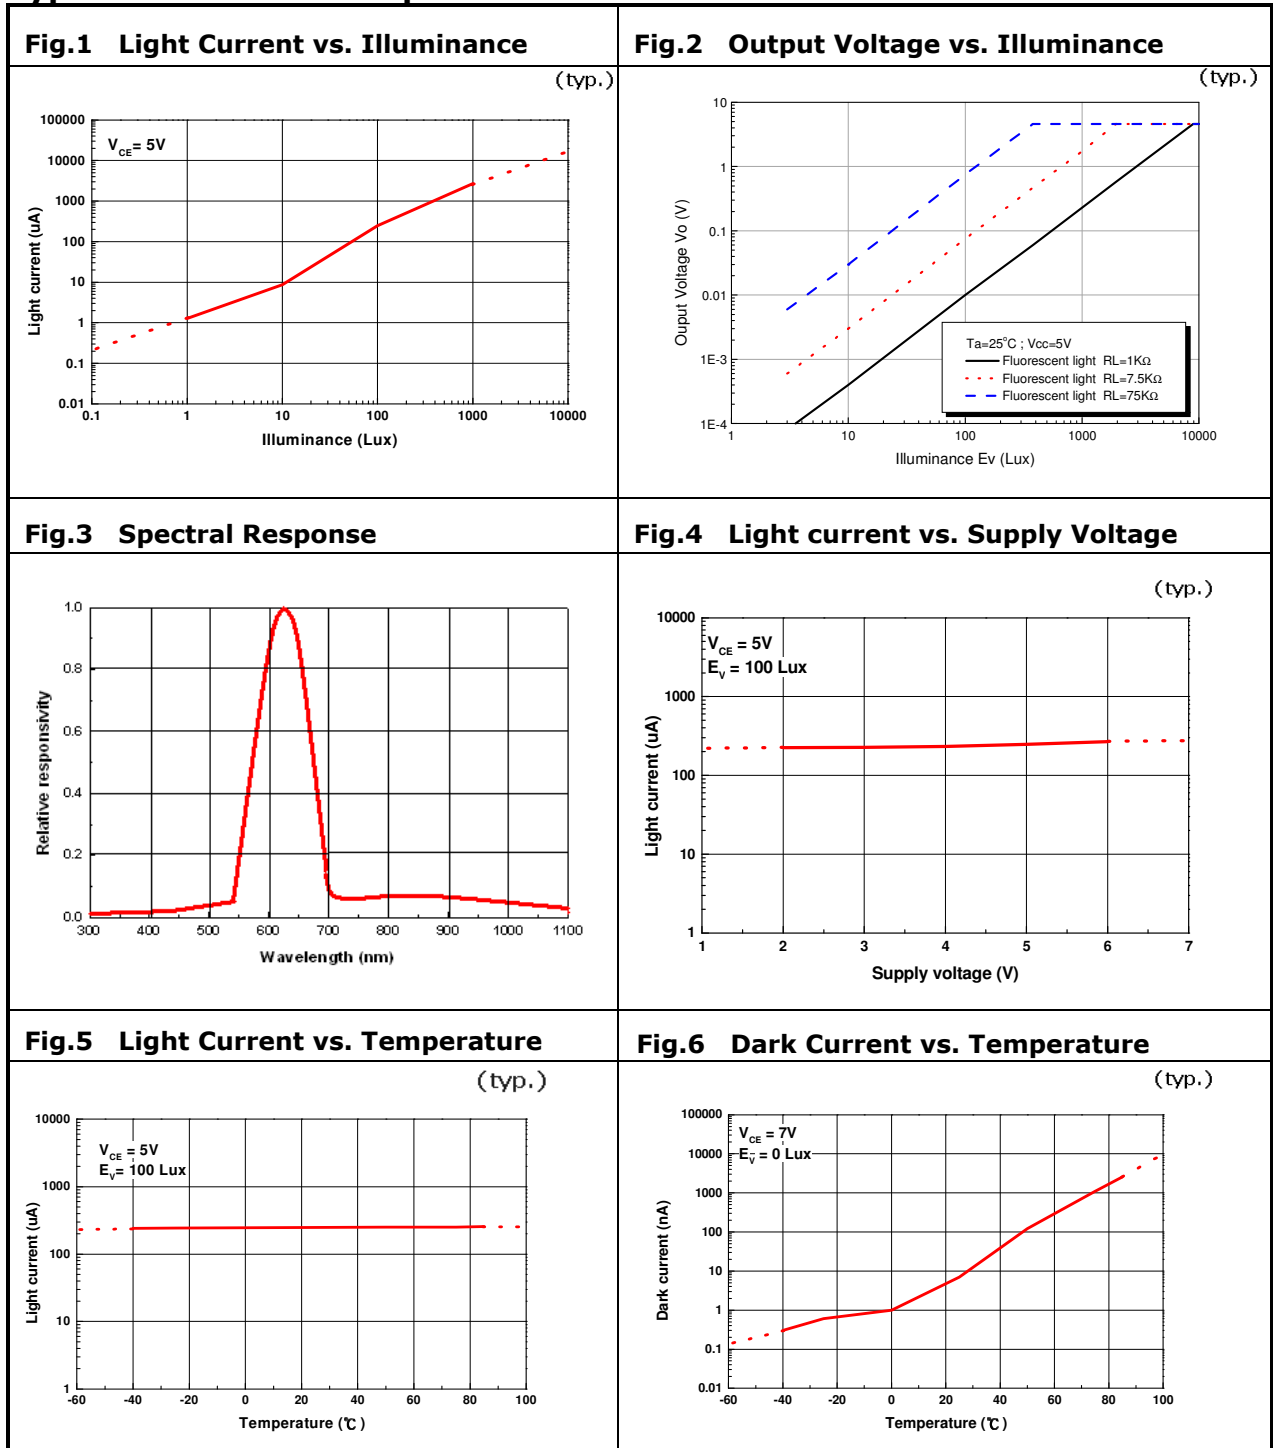 Fig.1 Light Current vs. Illuminance
(typ.)
V_CE = 5V
100000
10000
1000
100
10
1
0.1
0.01
Light current (uA)
0.1 1 10 100 1000 10000
Illuminance (Lux)
Fig.2 Output Voltage vs. Illuminance
(typ.)
10
1
0.1
0.01
1E-3
1E-4
Ouput Voltage Vo (V)
Ta=25°C ; Vcc=5V
Fluorescent light RL=1KΩ
Fluorescent light RL=7.5KΩ
Fluorescent light RL=75KΩ
1 10 100 1000 10000
Illuminance Ev (Lux)
Fig.3 Spectral Response
1.0
0.8
0.6
0.4
0.2
0.0
Relative responsivity
300 400 500 600 700 800 900 1000 1100
Wavelength (nm)
Fig.4 Light current vs. Supply Voltage
(typ.)
V_CE = 5V
E_V = 100 Lux
10000
1000
100
10
1
Light current (uA)
1 2 3 4 5 6 7
Supply voltage (V)
Fig.5 Light Current vs. Temperature
(typ.)
V_CE = 5V
E_V= 100 Lux
10000
1000
100
10
1
Light current (uA)
-60 -40 -20 0 20 40 60 80 100
Temperature (℃)
Fig.6 Dark Current vs. Temperature
(typ.)
V_CE = 7V
E_V = 0 Lux
100000
10000
1000
100
10
1
0.1
0.01
Dark current (nA)
-60 -40 -20 0 20 40 60 80 100
Temperature (℃)